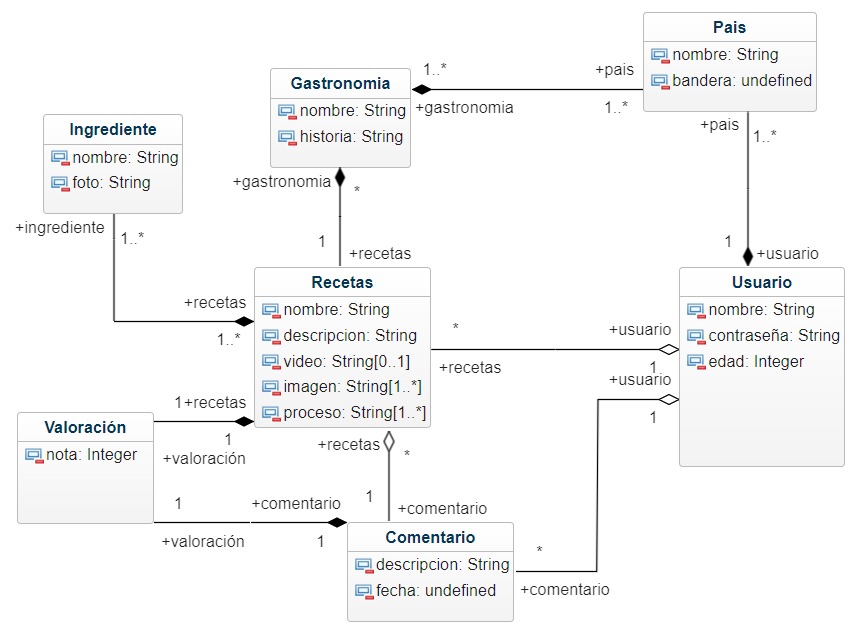 Pais
nombre: String
bandera: undefined
1..*
+pais
+gastronomia
1..*
Gastronomia
nombre: String
historia: String
+pais
1..*
Ingrediente
nombre: String
foto: String
+gastronomia
*
+ingrediente
1..*
1
+recetas
1
+usuario
Recetas
nombre: String
descripcion: String
video: String[0..1]
imagen: String[1..*]
proceso: String[1..*]
Usuario
nombre: String
contraseña: String
edad: Integer
+recetas
1..*
*
+usuario
+recetas
1
+usuario
1
1+recetas
1
+valoración
Valoración
nota: Integer
+recetas
*
1
+comentario
1
+comentario
+valoración
1
Comentario
descripcion: String
fecha: undefined
*
+comentario